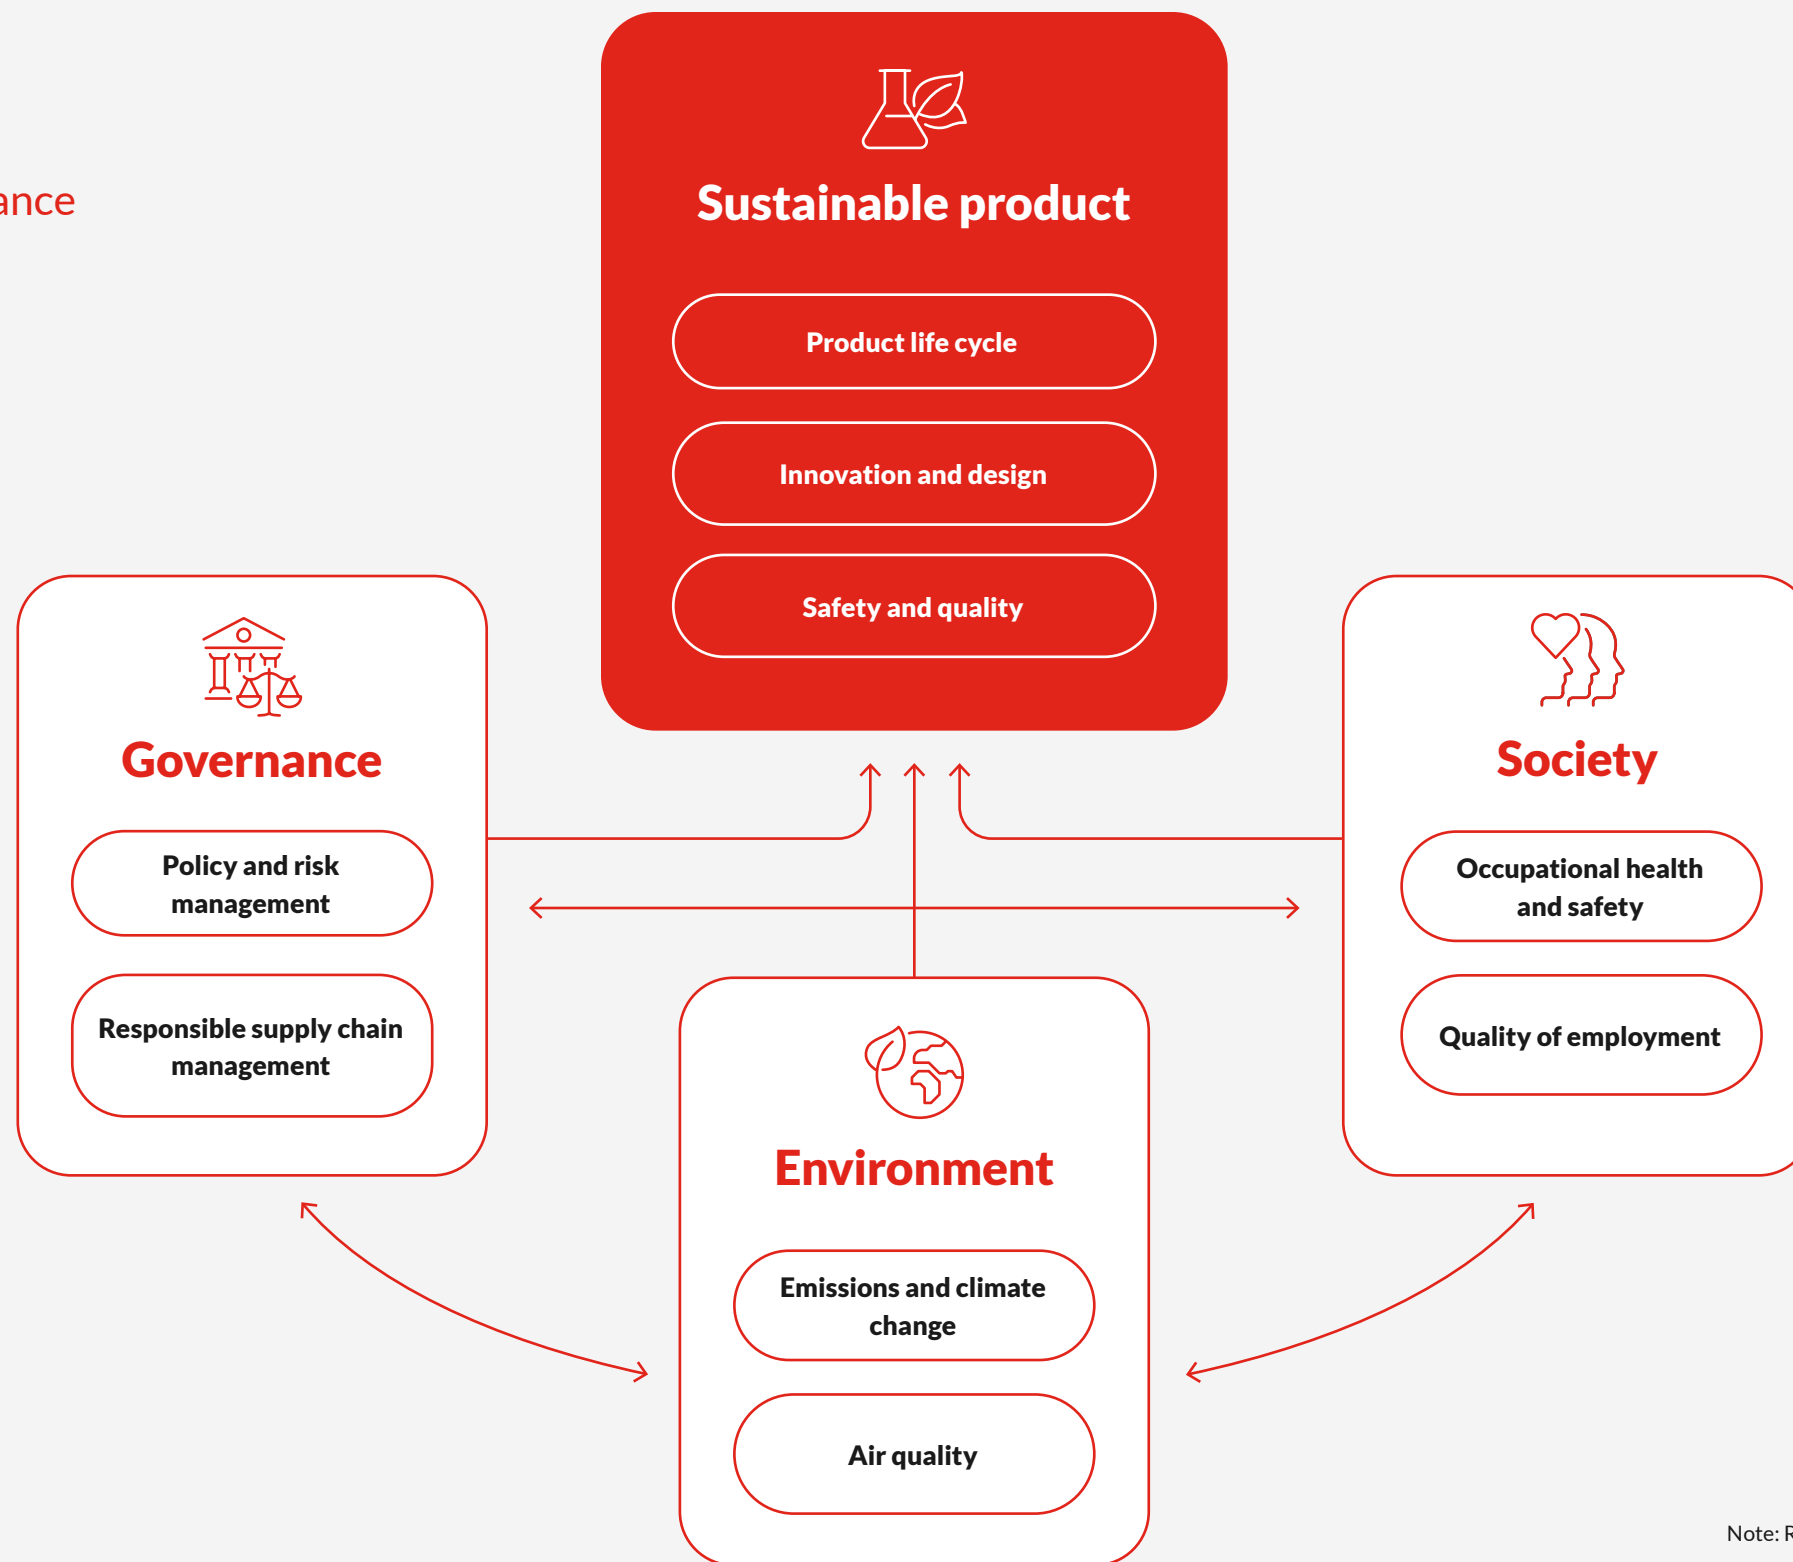 ance
Sustainable product
Product life cycle
Innovation and design
Safety and quality
Governance
Policy and risk
management
Responsible supply chain
management
Society
Occupational health
and safety
Quality of employment
Environment
Emissions and climate
change
Air quality
Note: R